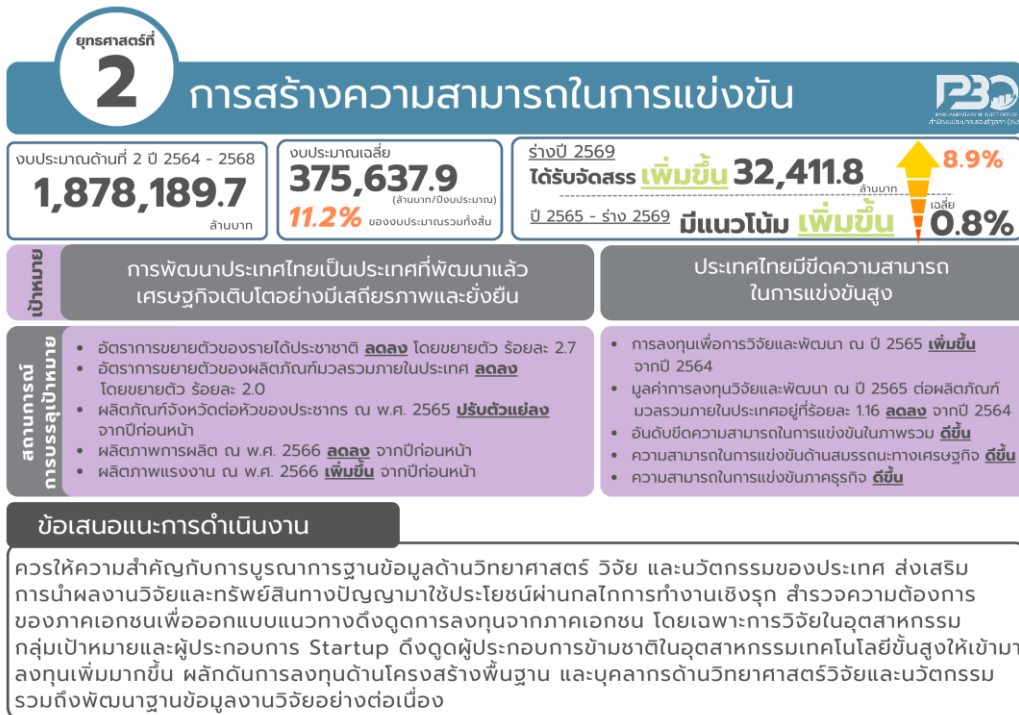 ยุทธศาสตร์ที่
2
การสร้างความสามารถในการแข่งขัน
PBO
PARLIAMENTARY BUDGET OFFICE
งบประมาณด้านที่ 2 ปี 2564 - 2568
1,878,189.7
ล้านบาท
งบประมาณเฉลี่ย
375,637.9
(ล้านบาท/ปีงบประมาณ)
11.2% ของงบประมาณรวมทั้งสิ้น
ร่างปี 2569
ได้รับจัดสรร เพิ่มขึ้น 32,411.8
ล้านบาท
8.9%
ปี 2565 - ร่าง 2569 มีแนวโน้ม เพิ่มขึ้น
เฉลี่ย
0.8%
เป้าหมาย
การพัฒนาประเทศไทยเป็นประเทศที่พัฒนาแล้ว
เศรษฐกิจเติบโตอย่างมีเสถียรภาพและยั่งยืน
ประเทศไทยมีขีดความสามารถ
ในการแข่งขันสูง
สถานการณ์
การบรรลุเป้าหมาย
• อัตราการขยายตัวของรายได้ประชาชาติ ลดลง โดยขยายตัว ร้อยละ 2.7
• อัตราการขยายตัวของผลิตภัณฑ์มวลรวมภายในประเทศ ลดลง
โดยขยายตัว ร้อยละ 2.0
• ผลิตภัณฑ์จังหวัดต่อหัวของประชากร ณ พ.ศ. 2565 ปรับตัวแย่ลง
จากปีก่อนหน้า
• ผลิตภาพการผลิต ณ พ.ศ. 2566 ลดลง จากปีก่อนหน้า
• ผลิตภาพแรงงาน ณ พ.ศ. 2566 เพิ่มขึ้น จากปีก่อนหน้า
• การลงทุนเพื่อการวิจัยและพัฒนา ณ ปี 2565 เพิ่มขึ้น
จากปี 2564
• มูลค่าการลงทุนวิจัยและพัฒนา ณ ปี 2565 ต่อผลิตภัณฑ์
มวลรวมภายในประเทศอยู่ที่ร้อยละ 1.16 ลดลง จากปี 2564
• อันดับขีดความสามารถในการแข่งขันในภาพรวม ดีขึ้น
• ความสามารถในการแข่งขันด้านสมรรถนะทางเศรษฐกิจ ดีขึ้น
• ความสามารถในการแข่งขันภาคธุรกิจ ดีขึ้น
ข้อเสนอแนะการดำเนินงาน
ควรให้ความสำคัญกับการบูรณาการฐานข้อมูลด้านวิทยาศาสตร์ วิจัย และนวัตกรรมของประเทศ ส่งเสริม
การนำผลงานวิจัยและทรัพย์สินทางปัญญามาใช้ประโยชน์ผ่านกลไกการทำงานเชิงรุก สำรวจความต้องการ
ของภาคเอกชนเพื่อออกแบบแนวทางดึงดูดการลงทุนจากภาคเอกชน โดยเฉพาะการวิจัยในอุตสาหกรรม
กลุ่มเป้าหมายและผู้ประกอบการ Startup ดึงดูดผู้ประกอบการข้ามชาติในอุตสาหกรรมเทคโนโลยีขั้นสูงให้เข้ามา
ลงทุนเพิ่มมากขึ้น ผลักดันการลงทุนด้านโครงสร้างพื้นฐาน และบุคลากรด้านวิทยาศาสตร์วิจัยและนวัตกรรม
รวมถึงพัฒนาฐานข้อมูลงานวิจัยอย่างต่อเนื่อง